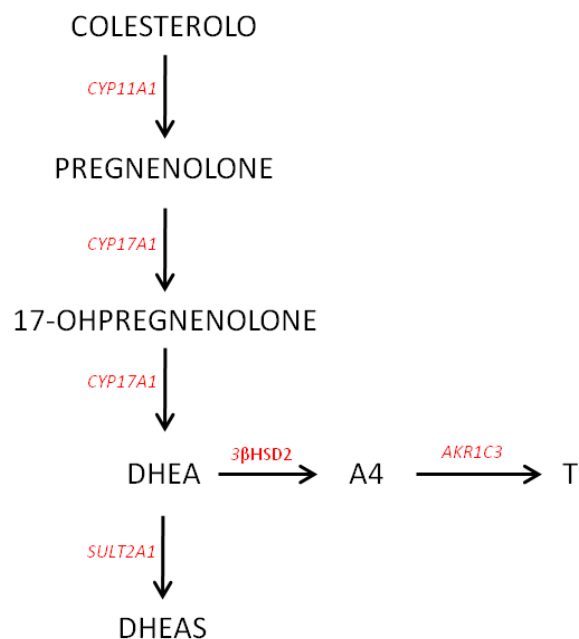 COLESTEROLO
CYP11A1
PREGNENOLONE
CYP17A1
17-OHPREGNENOLONE
CYP17A1
3βHSD2 AKR1C3
DHEA A4 T
SULT2A1
DHEAS